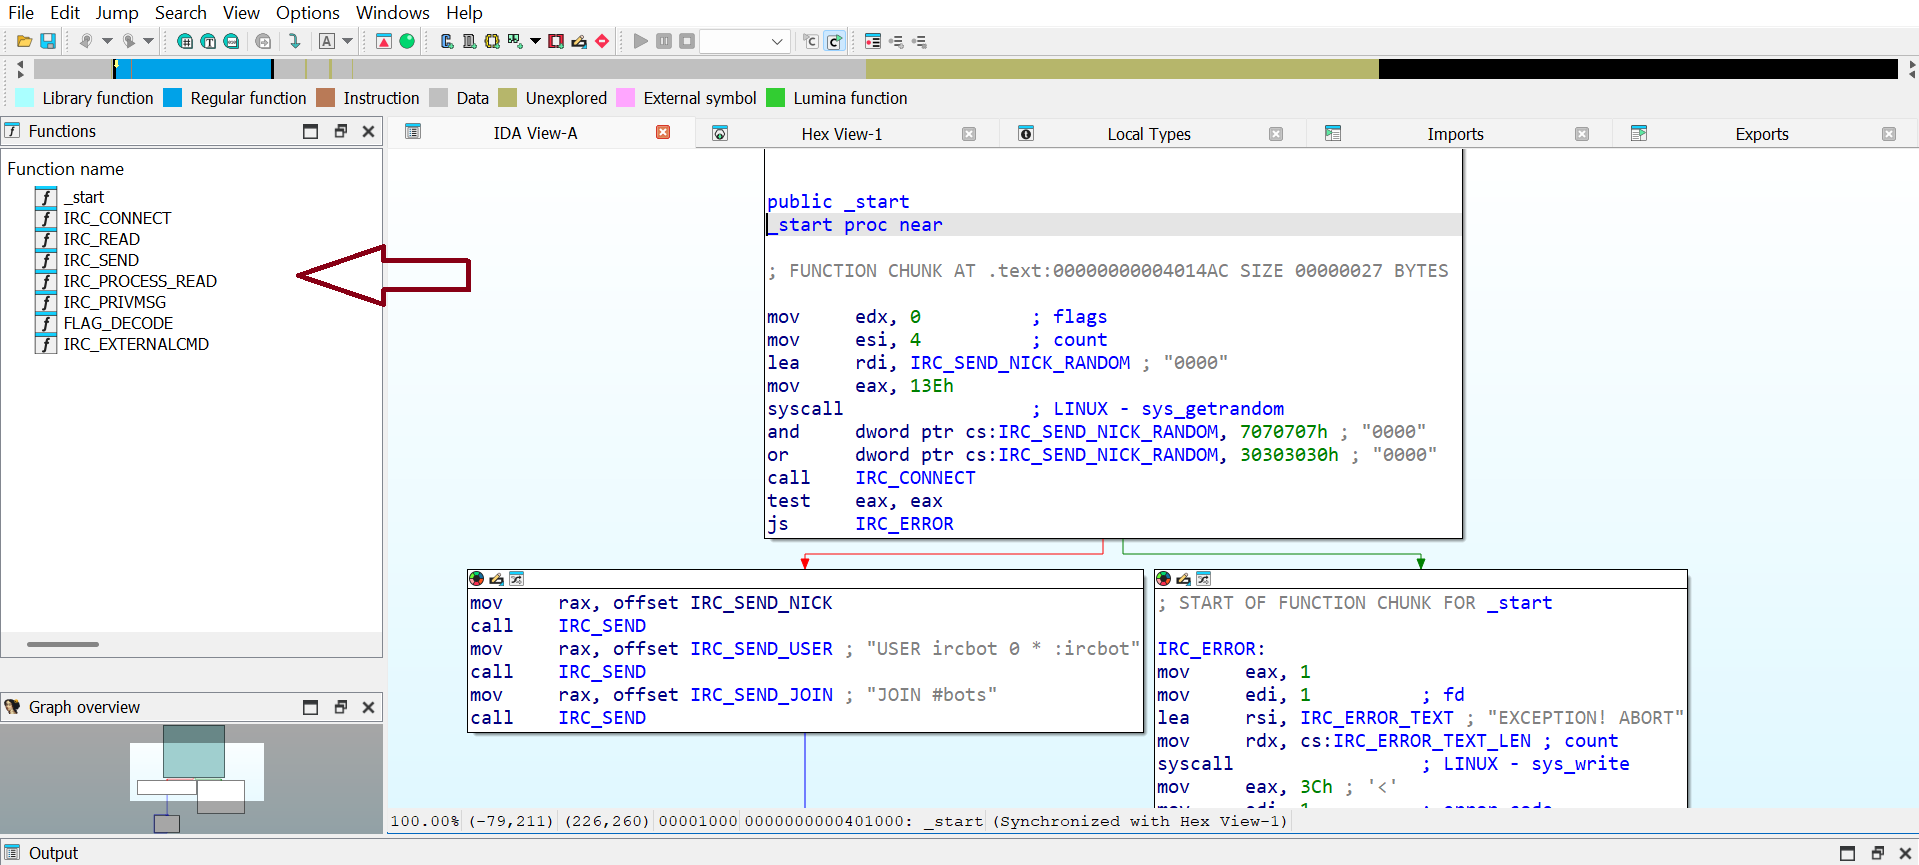 File Edit Jump Search View Options Windows Help
Library function Regular function Instruction Data Unexplored External symbol Lumina function
Functions
IDA View-A Hex View-1 Local Types Imports Exports
Function name
_start
IRC_CONNECT
IRC_READ
IRC_SEND
IRC_PROCESS_READ
IRC_PRIVMSG
FLAG_DECODE
IRC_EXTERNALCMD
public _start
_start proc near
; FUNCTION CHUNK AT .text:00000000004014AC SIZE 00000027 BYTES
mov edx, 0 ; flags
mov esi, 4 ; count
lea rdi, IRC_SEND_NICK_RANDOM ; "0000"
mov eax, 13Eh
syscall ; LINUX - sys_getrandom
and dword ptr cs:IRC_SEND_NICK_RANDOM, 7070707h ; "0000"
or dword ptr cs:IRC_SEND_NICK_RANDOM, 30303030h ; "0000"
call IRC_CONNECT
test eax, eax
js IRC_ERROR
mov rax, offset IRC_SEND_NICK
call IRC_SEND
mov rax, offset IRC_SEND_USER ; "USER ircbot 0 * :ircbot"
call IRC_SEND
mov rax, offset IRC_SEND_JOIN ; "JOIN #bots"
call IRC_SEND
; START OF FUNCTION CHUNK FOR _start
IRC_ERROR:
mov eax, 1
mov edi, 1 ; fd
lea rsi, IRC_ERROR_TEXT ; "EXCEPTION! ABORT"
mov rdx, cs:IRC_ERROR_TEXT_LEN ; count
syscall ; LINUX - sys_write
mov eax, 3Ch ; '<'
Graph overview
100.00% (-79,211) (226,260) 00001000 0000000000401000: _start (Synchronized with Hex View-1)
Output